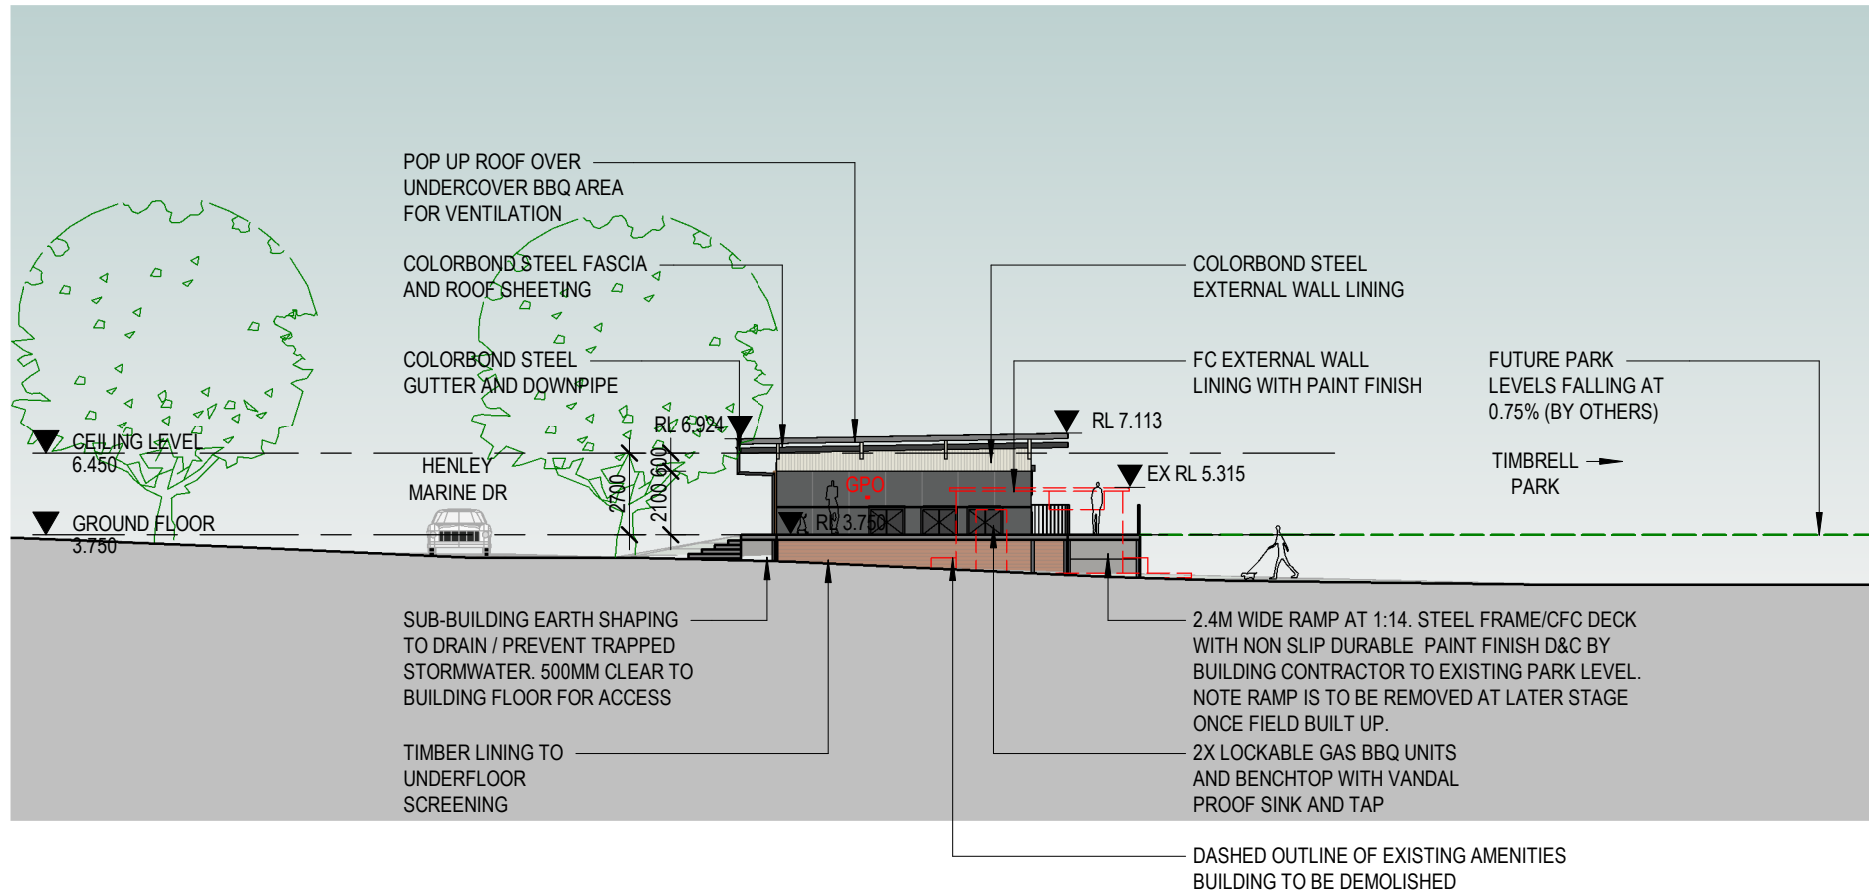 POP UP ROOF OVER
UNDERCOVER BBQ AREA
FOR VENTILATION
COLORBOND STEEL FASCIA
AND ROOF SHEETING
COLORBOND STEEL
GUTTER AND DOWNPIPE
COLORBOND STEEL
EXTERNAL WALL LINING
FC EXTERNAL WALL
LINING WITH PAINT FINISH
FUTURE PARK
LEVELS FALLING AT
0.75% (BY OTHERS)
RL 6.924
RL 7.113
CEILING LEVEL
6.450
HENLEY
MARINE DR
2700
2100 600
GPO
EX RL 5.315
TIMBRELL
PARK
GROUND FLOOR
3.750
RL 3.750
SUB-BUILDING EARTH SHAPING
TO DRAIN / PREVENT TRAPPED
STORMWATER. 500MM CLEAR TO
BUILDING FLOOR FOR ACCESS
TIMBER LINING TO
UNDERFLOOR
SCREENING
2.4M WIDE RAMP AT 1:14. STEEL FRAME/CFC DECK
WITH NON SLIP DURABLE PAINT FINISH D&C BY
BUILDING CONTRACTOR TO EXISTING PARK LEVEL.
NOTE RAMP IS TO BE REMOVED AT LATER STAGE
ONCE FIELD BUILT UP.
2X LOCKABLE GAS BBQ UNITS
AND BENCHTOP WITH VANDAL
PROOF SINK AND TAP
DASHED OUTLINE OF EXISTING AMENITIES
BUILDING TO BE DEMOLISHED